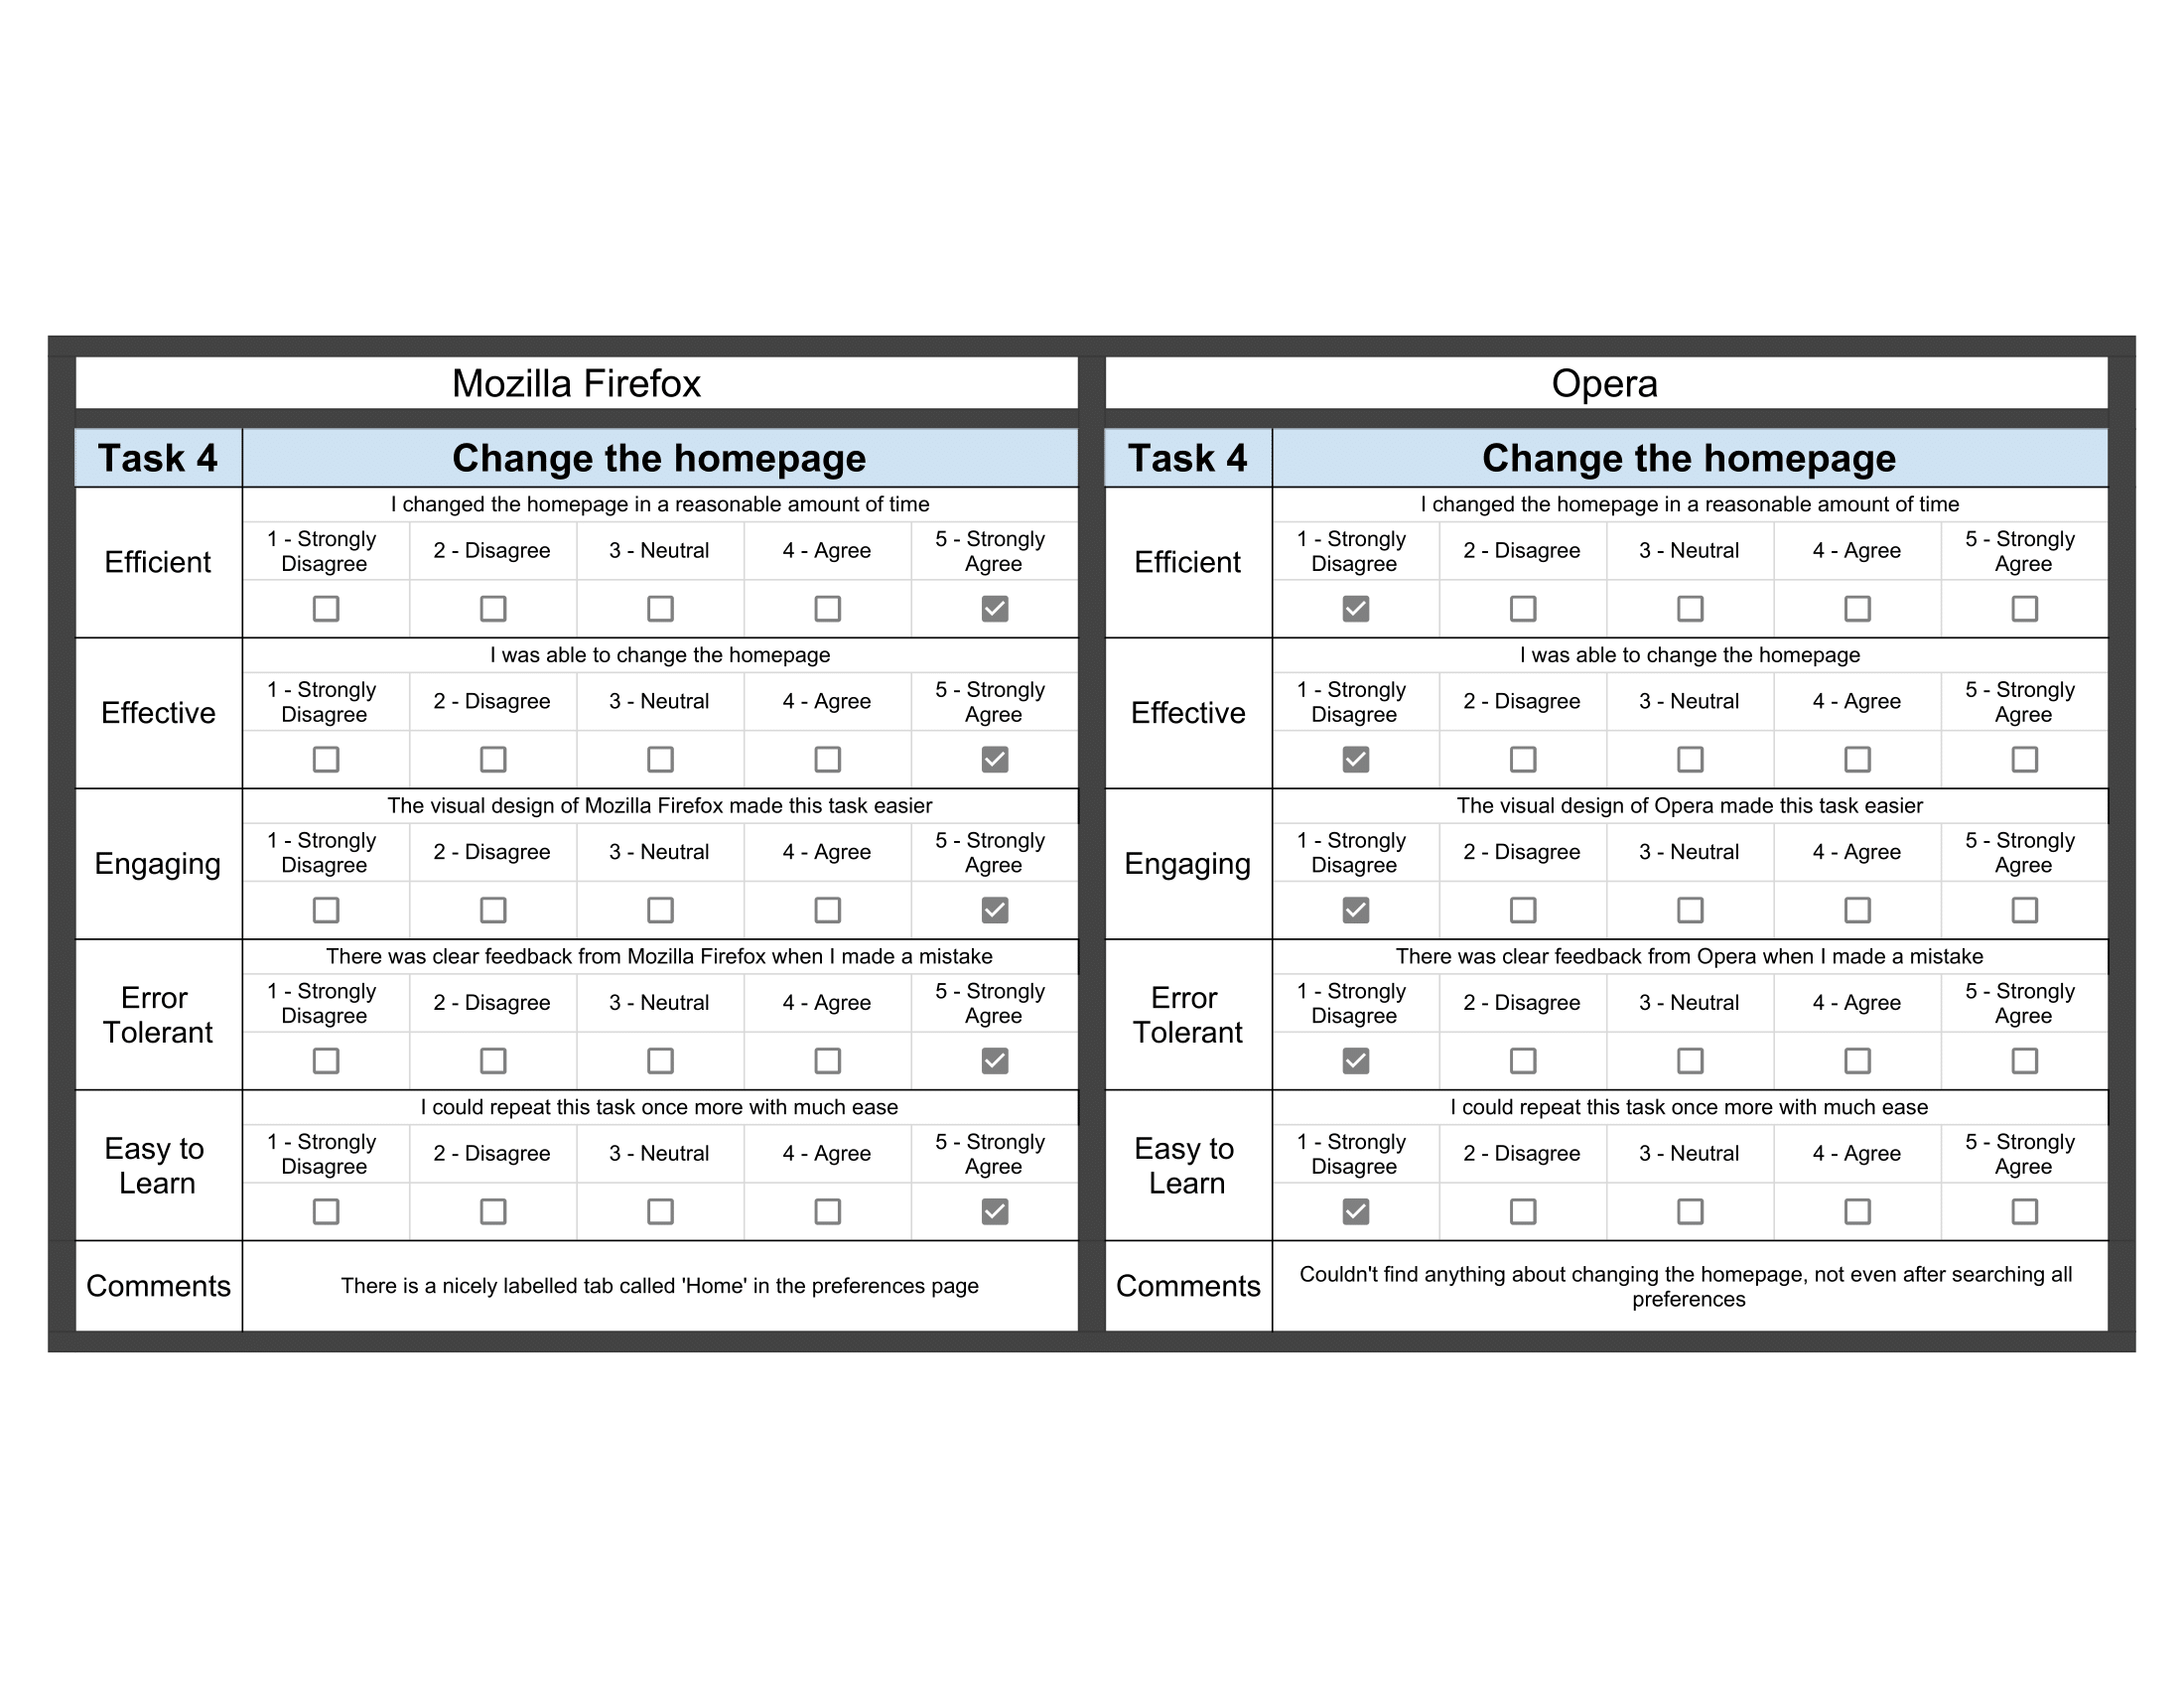 Mozilla Firefox
Task 4
Change the homepage
Efficient
I changed the homepage in a reasonable amount of time
1 - Strongly
Disagree
2 - Disagree
3 - Neutral
4 - Agree
5 - Strongly
Agree
Effective
I was able to change the homepage
1 - Strongly
Disagree
2 - Disagree
3 - Neutral
4 - Agree
5 - Strongly
Agree
Engaging
The visual design of Mozilla Firefox made this task easier
1 - Strongly
Disagree
2 - Disagree
3 - Neutral
4 - Agree
5 - Strongly
Agree
Error
Tolerant
There was clear feedback from Mozilla Firefox when I made a mistake
1 - Strongly
Disagree
2 - Disagree
3 - Neutral
4 - Agree
5 - Strongly
Agree
Easy to
Learn
I could repeat this task once more with much ease
1 - Strongly
Disagree
2 - Disagree
3 - Neutral
4 - Agree
5 - Strongly
Agree
Comments
There is a nicely labelled tab called 'Home' in the preferences page
Opera
Task 4
Change the homepage
Efficient
I changed the homepage in a reasonable amount of time
1 - Strongly
Disagree
2 - Disagree
3 - Neutral
4 - Agree
5 - Strongly
Agree
Effective
I was able to change the homepage
1 - Strongly
Disagree
2 - Disagree
3 - Neutral
4 - Agree
5 - Strongly
Agree
Engaging
The visual design of Opera made this task easier
1 - Strongly
Disagree
2 - Disagree
3 - Neutral
4 - Agree
5 - Strongly
Agree
Error
Tolerant
There was clear feedback from Opera when I made a mistake
1 - Strongly
Disagree
2 - Disagree
3 - Neutral
4 - Agree
5 - Strongly
Agree
Easy to
Learn
I could repeat this task once more with much ease
1 - Strongly
Disagree
2 - Disagree
3 - Neutral
4 - Agree
5 - Strongly
Agree
Comments
Couldn't find anything about changing the homepage, not even after searching all
preferences